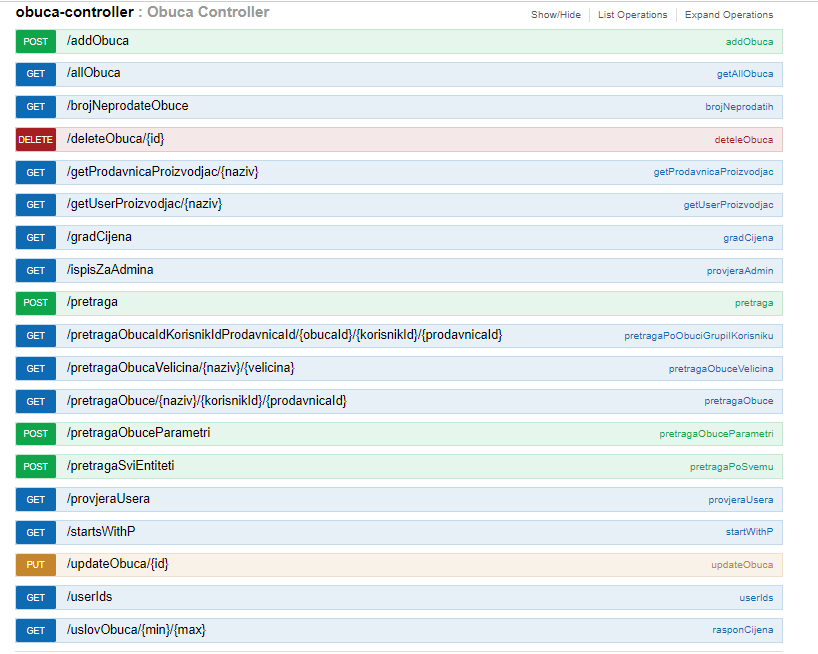 obuca-controller : Obuca Controller Show/Hide List Operations Expand Operations
POST /addObuca addObuca
GET /allObuca getAllObuca
GET /brojNeprodateObuce brojNeprodatih
DELETE /deleteObuca/{id} deteleObuca
GET /getProdavnicaProizvodjac/{naziv} getProdavnicaProizvodjac
GET /getUserProizvodjac/{naziv} getUserProizvodjac
GET /gradCijena gradCijena
GET /ispisZaAdmina provjeraAdmin
POST /pretraga pretraga
GET /pretragaObucaIdKorisnikIdProdavnicaId/{obucaId}/{korisnikId}/{prodavnicaId} pretragaPoObuciGrupiIKorisniku
GET /pretragaObucaVelicina/{naziv}/{velicina} pretragaObuceVelicina
GET /pretragaObuce/{naziv}/{korisnikId}/{prodavnicaId} pretragaObuce
POST /pretragaObuceParametri pretragaObuceParametri
POST /pretragaSviEntiteti pretragaPoSvemu
GET /provjeraUsera provjeraUsera
GET /startsWithP startWithP
PUT /updateObuca/{id} updateObuca
GET /userIds userIds
GET /uslovObuca/{min}/{max} rasponCijena